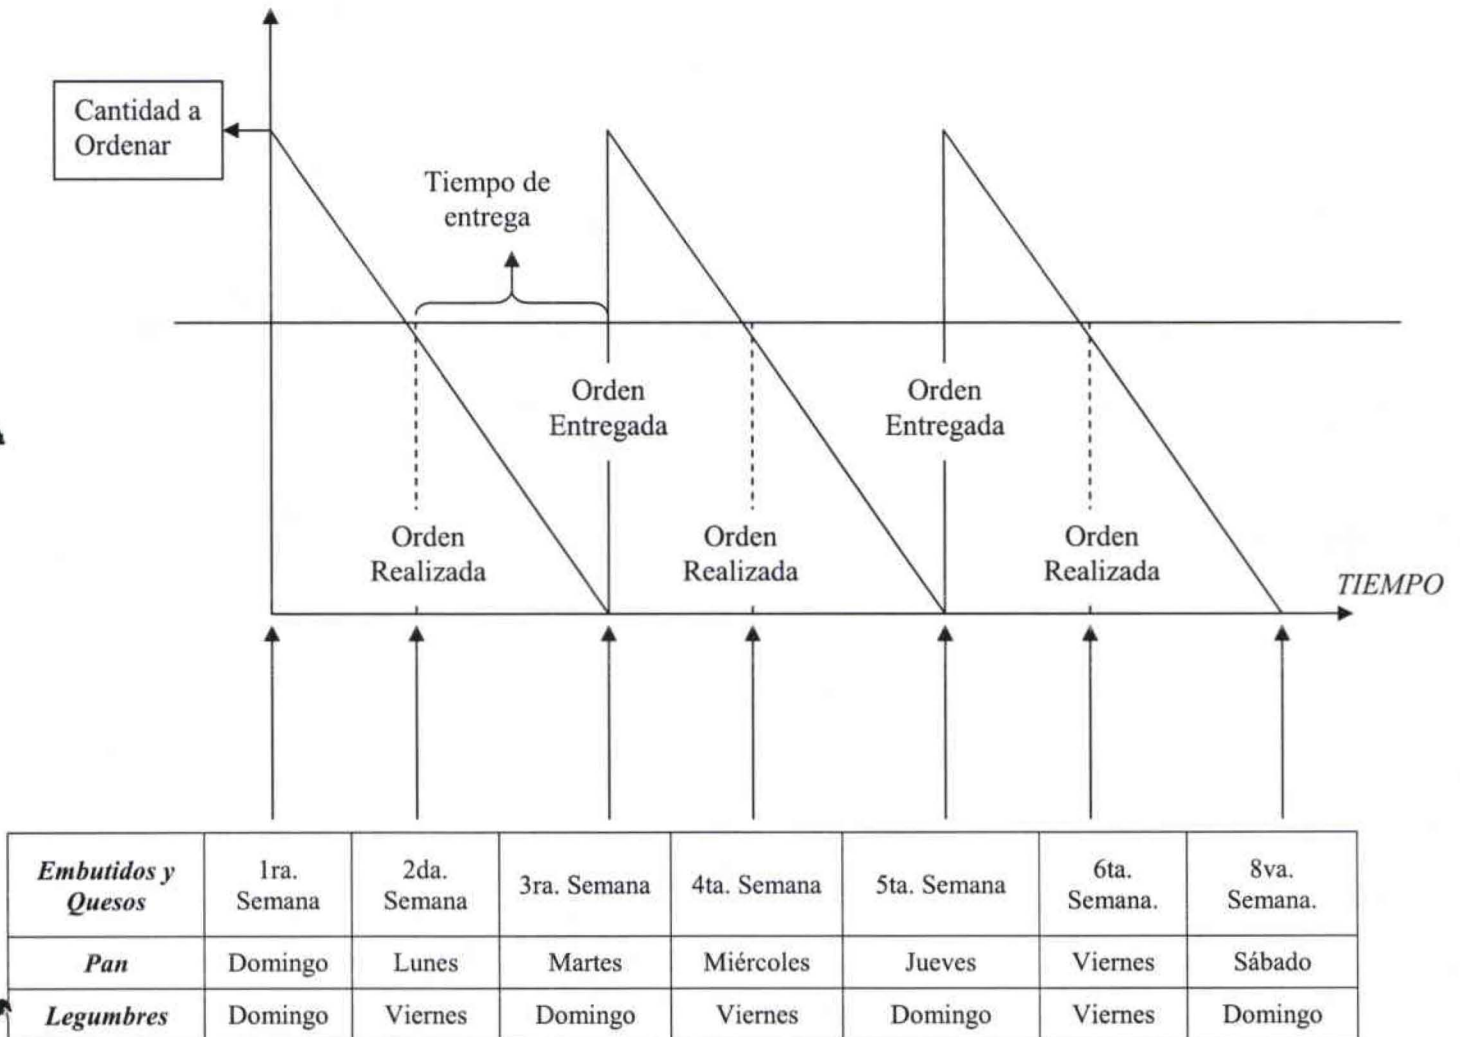 Cantidad a
Ordenar
Tiempo de
entrega
Orden
Entregada
Orden
Entregada
Orden
Realizada
Orden
Realizada
Orden
Realizada
TIEMPO
Embutidos y Quesos 1ra. Semana 2da. Semana 3ra. Semana 4ta. Semana 5ta. Semana 6ta. Semana. 8va. Semana.
Pan Domingo Lunes Martes Miércoles Jueves Viernes Sábado
Legumbres Domingo Viernes Domingo Viernes Domingo Viernes Domingo